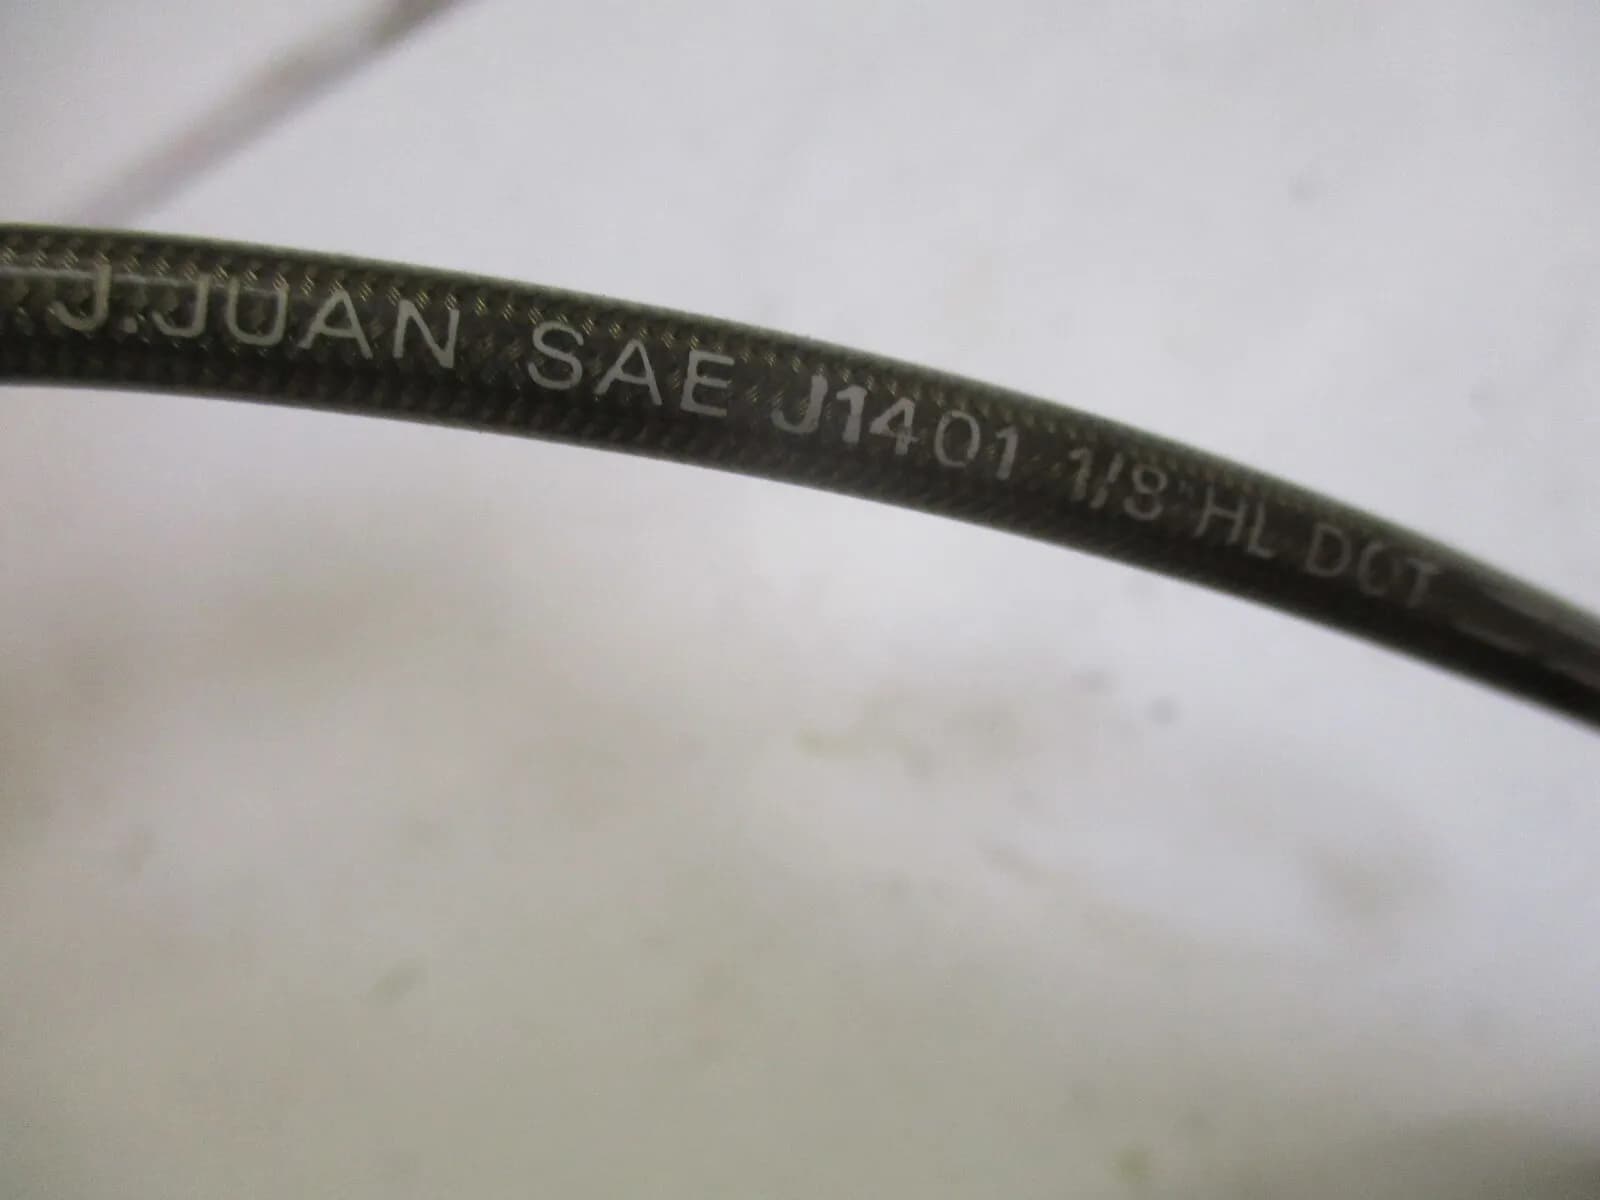 J.JUAN SAE J1401 1/8" HL DOT